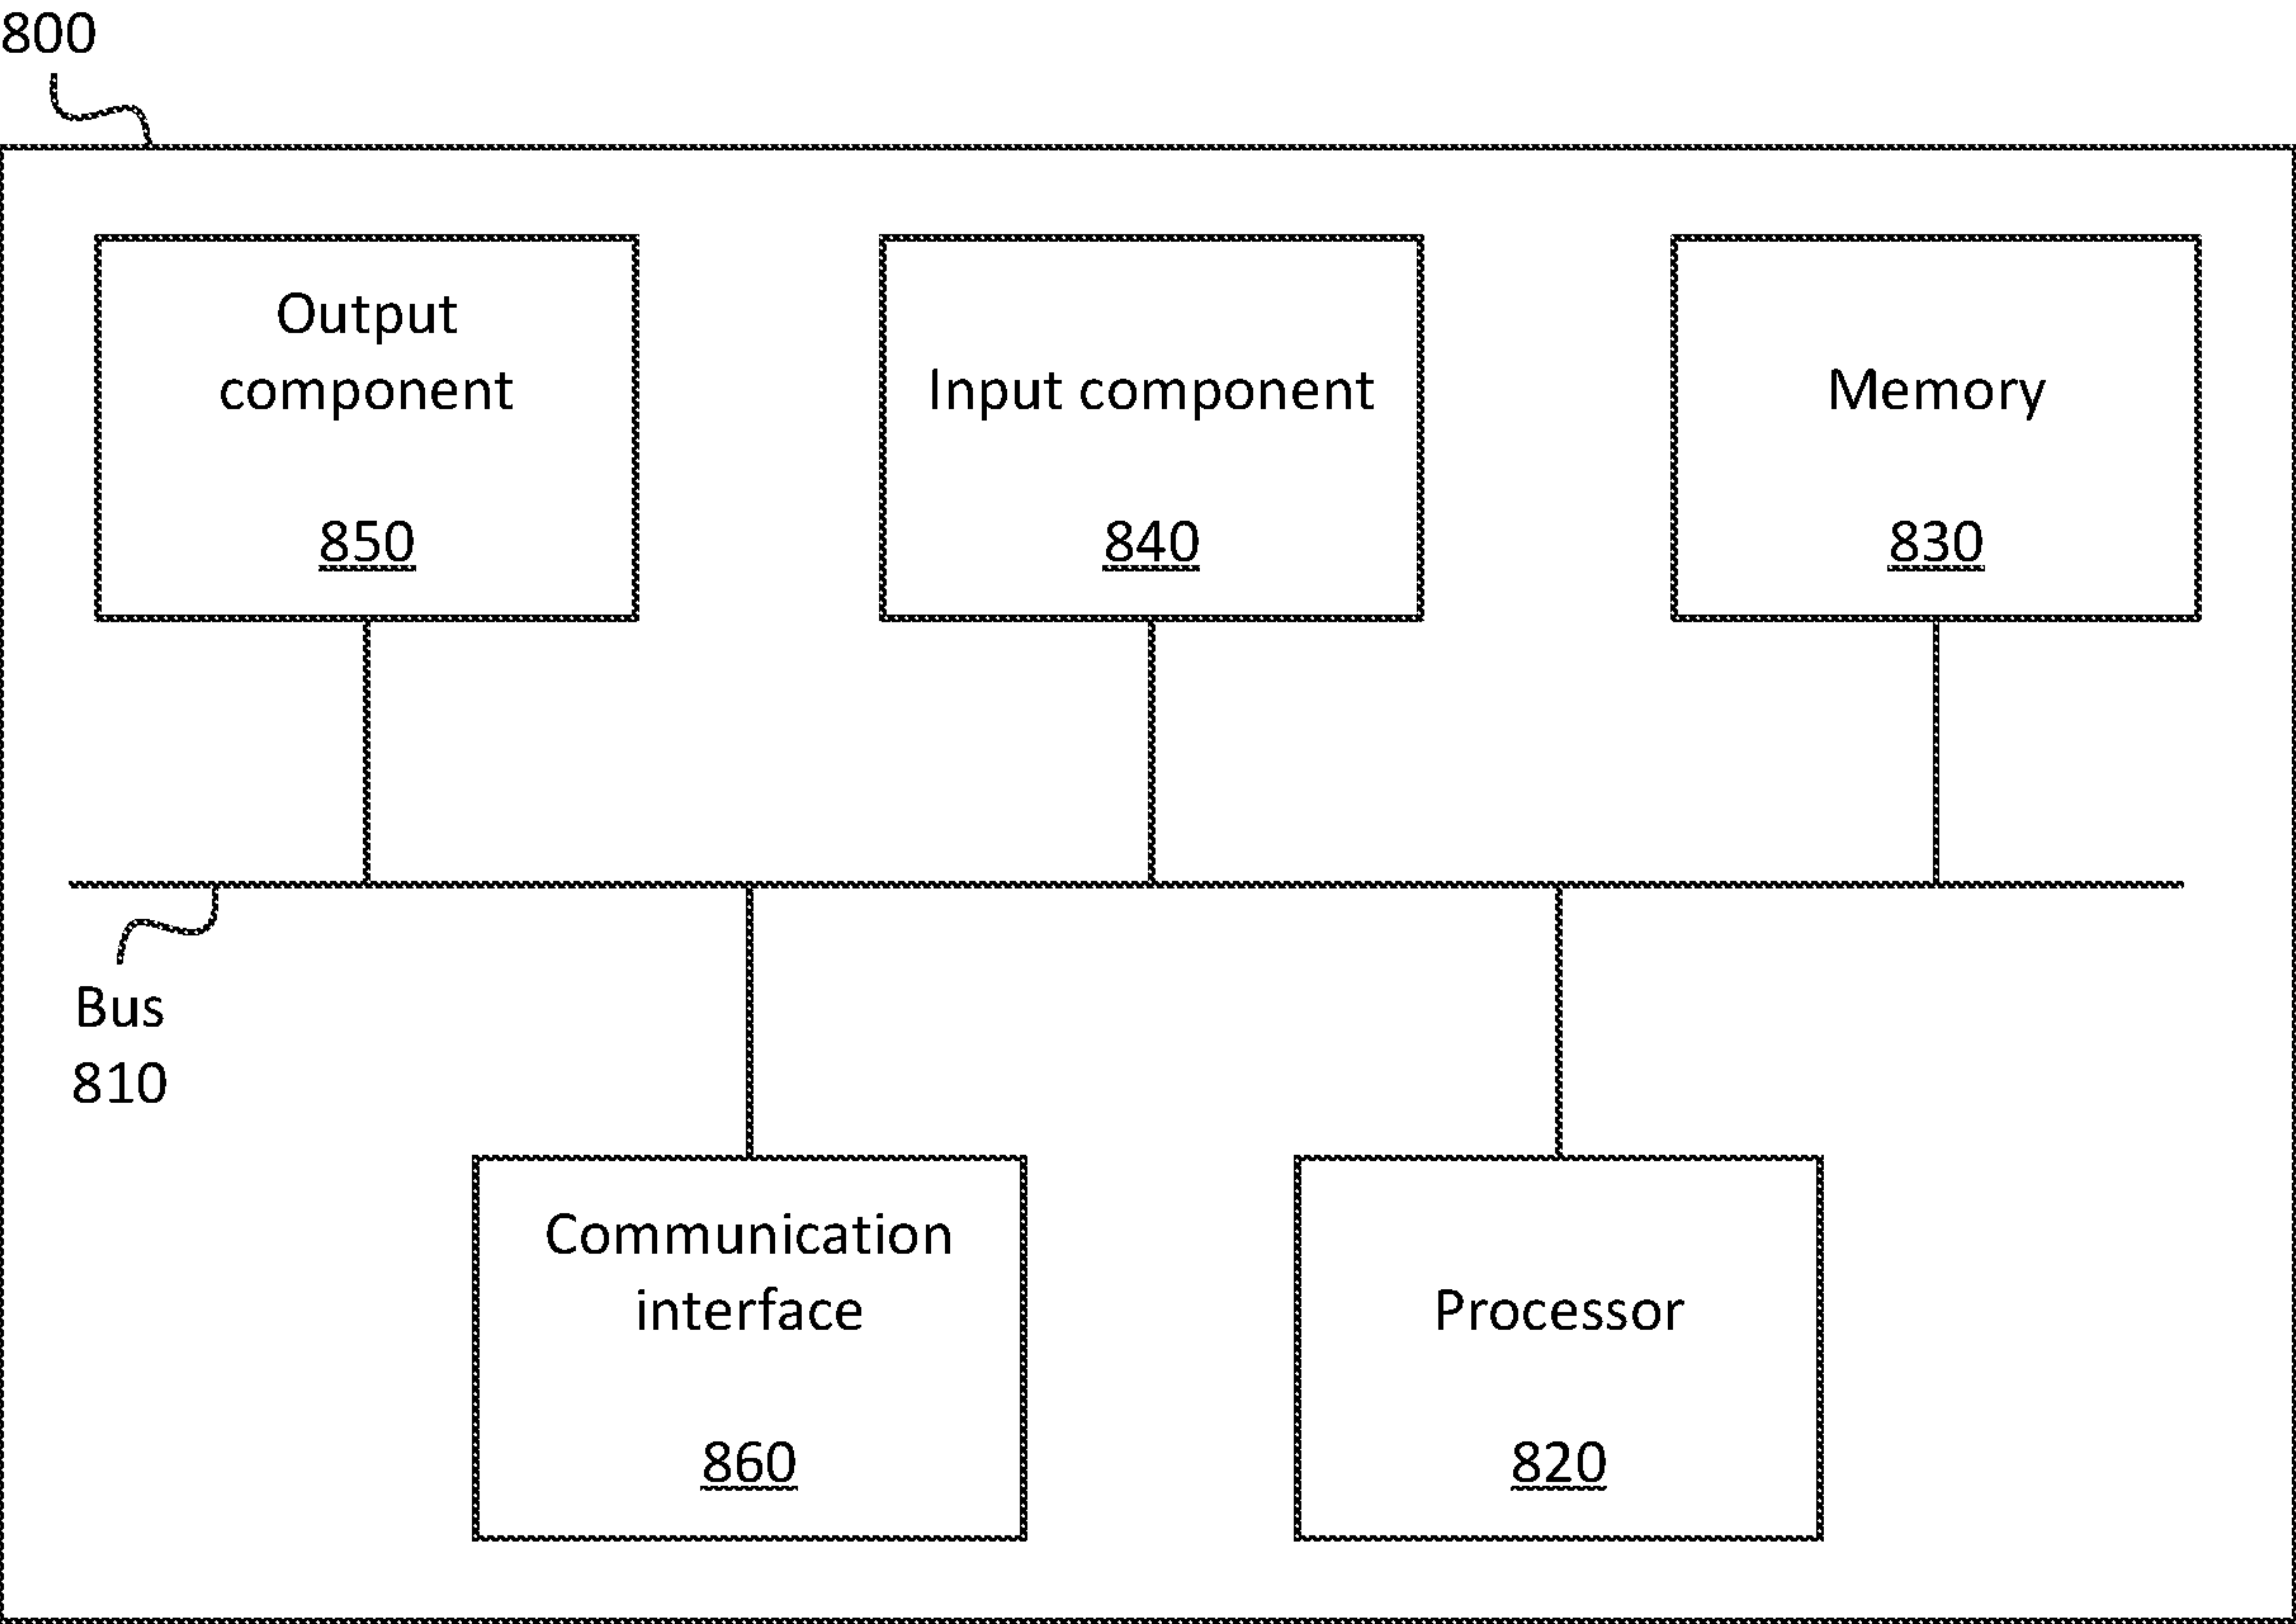 800
Output
component
850
Input component
840
Memory
830
Bus
810
Communication
interface
860
Processor
820